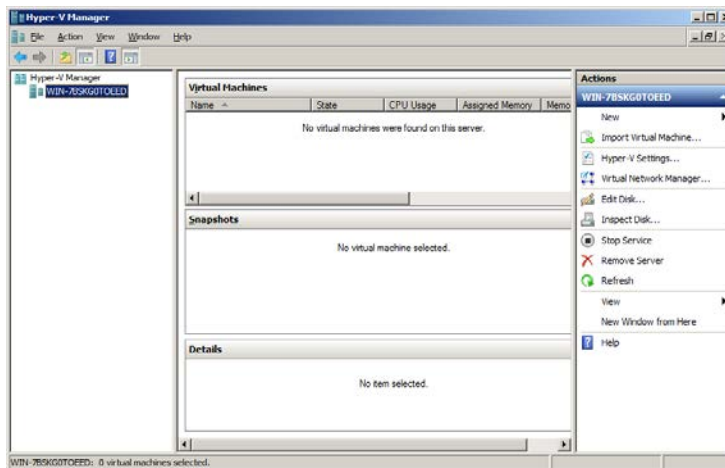 Hyper-V Manager
File Action View Window Help
Hyper-V Manager
WIN-7BSKG0TOEED
Virtual Machines
Name State CPU Usage Assigned Memory Memo
No virtual machines were found on this server.
Snapshots
No virtual machine selected.
Details
No item selected.
Actions
WIN-7BSKG0TOEED
New
Import Virtual Machine...
Hyper-V Settings...
Virtual Network Manager...
Edit Disk...
Inspect Disk...
Stop Service
Remove Server
Refresh
View
New Window from Here
Help
WIN-7BSKG0TOEED: 0 virtual machines selected.